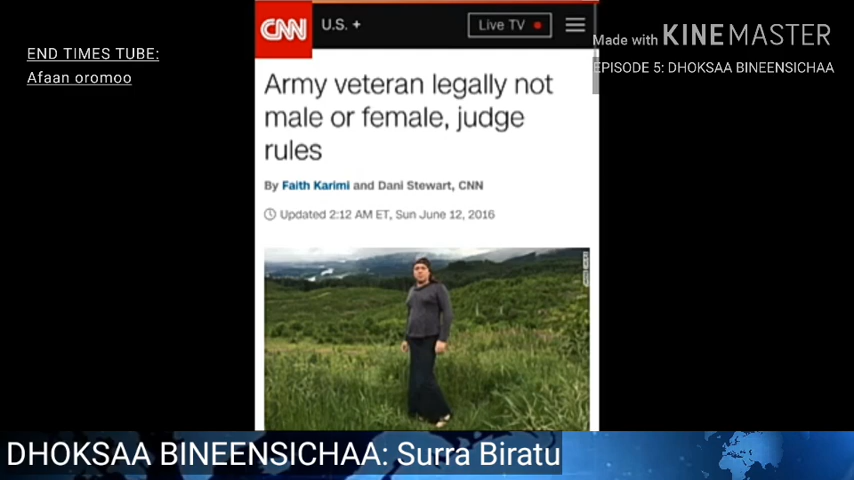 END TIMES TUBE:
Afaan oromoo
CNN
U.S. +
Live TV
Made with KINEMASTER
EPISODE 5: DHOKSAA BINEENSICHAA
Army veteran legally not
male or female, judge
rules
By Faith Karimi and Dani Stewart, CNN
Updated 2:12 AM ET, Sun June 12, 2016
DHOKSAA BINEENSICHAA: Surra Biratu